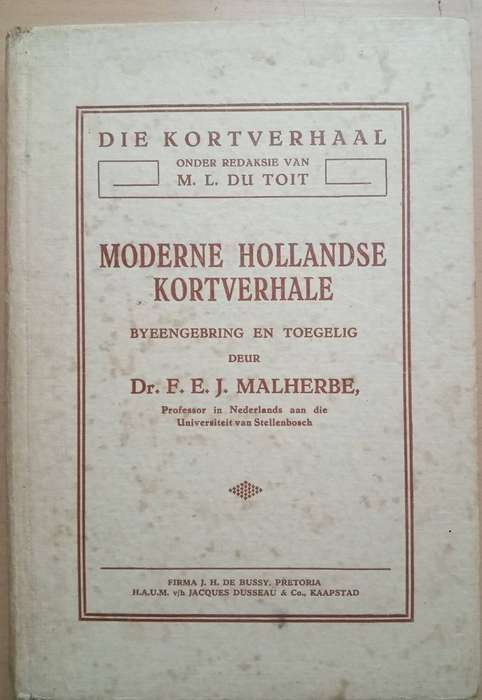 DIE KORTVERHAAL
ONDER REDAKSIE VAN
M. L. DU TOIT
MODERNE HOLLANDSE
KORTVERHALE
BYEENGEBRING EN TOEGELIG
DEUR
Dr. F. E. J. MALHERBE,
Professor in Nederlands aan die
Universiteit van Stellenbosch
FIRMA J. H. DE BUSSY, PRETORIA
H.A.U.M. v/h JACQUES DUSSEAU & Co., KAAPSTAD